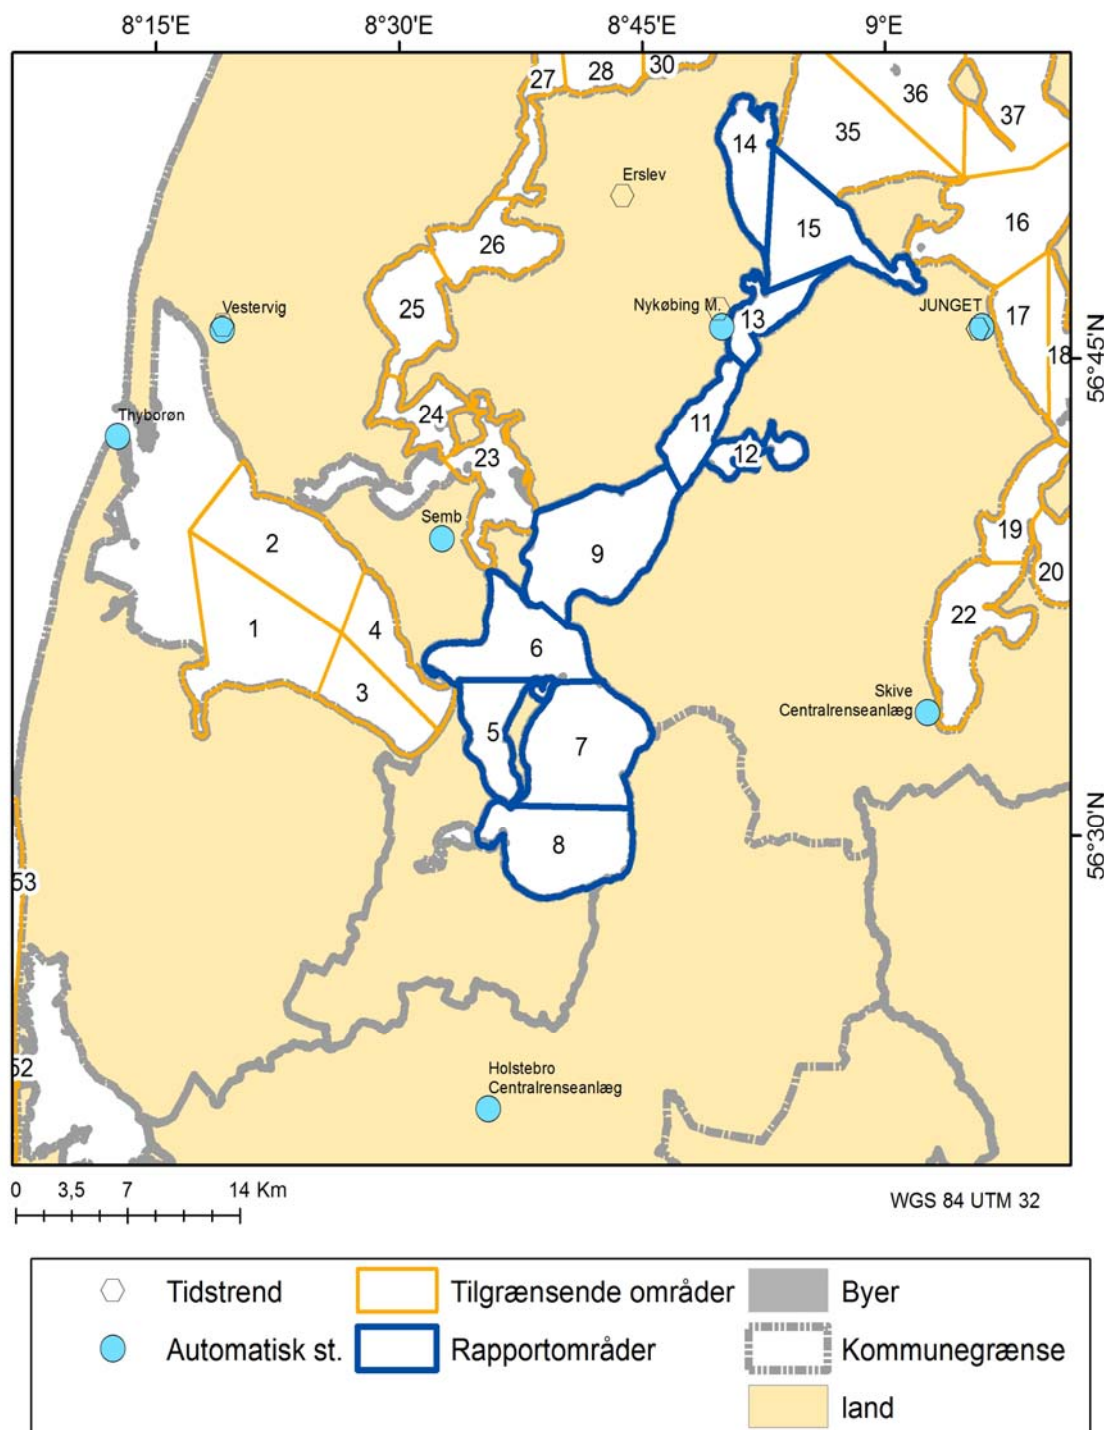 8°15'E 8°30'E 8°45'E 9°E
27 28 30
36
37
35
14
Erslev
16
15
26
25
Vestervig
Nykøbing M.
13
JUNGET
17
18
56°45'N
Thyborøn
24
11
12
23
Semb
2
9
19
20
1
4
22
6
3
Skive
Centralrenseanlæg
5
7
56°30'N
8
53
52
Holstebro
Centralrenseanlæg
0 3,5 7 14 Km
WGS 84 UTM 32
Tidstrend Tilgrænsende områder Byer
Automatisk st. Rapportområder Kommunegrænse
land